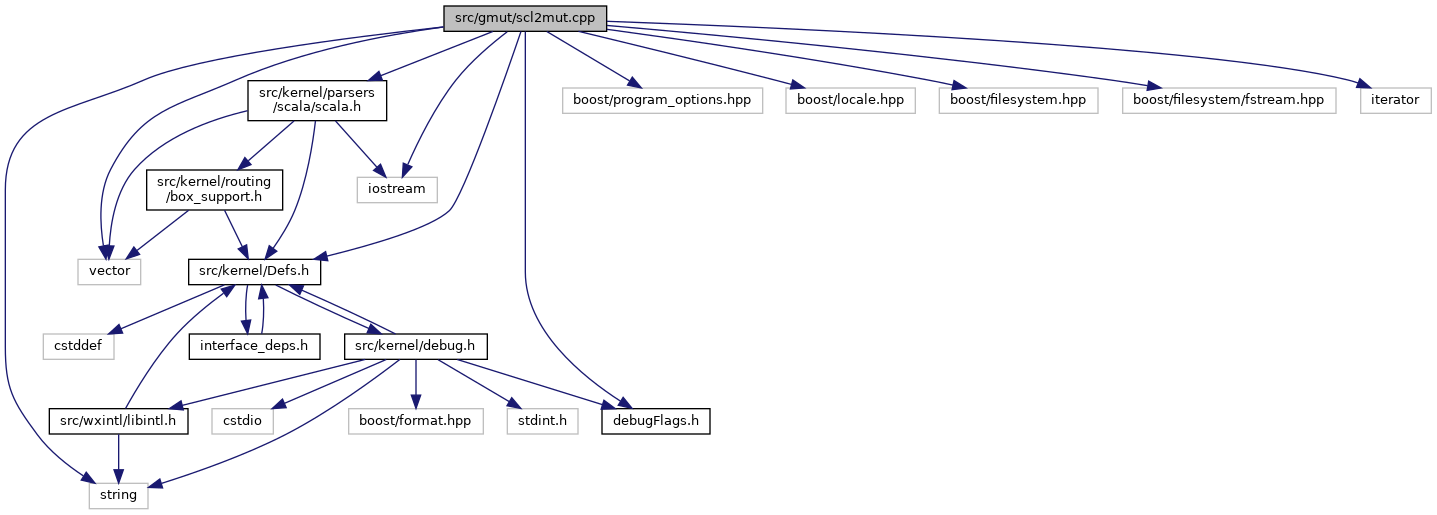 src/gmut/scl2mut.cpp
src/kernel/parsers
/scala/scala.h
boost/program_options.hpp
boost/locale.hpp
boost/filesystem.hpp
boost/filesystem/fstream.hpp
iterator
src/kernel/routing
/box_support.h
iostream
vector
src/kernel/Defs.h
cstddef
interface_deps.h
src/kernel/debug.h
src/wxintl/libintl.h
cstdio
boost/format.hpp
stdint.h
debugFlags.h
string